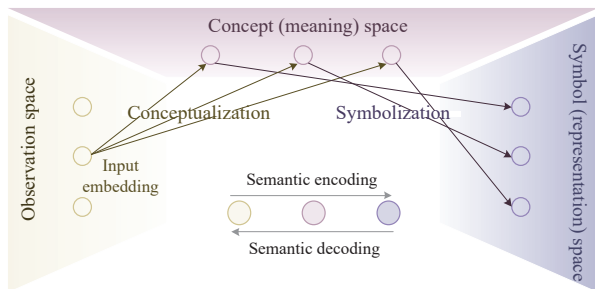 Concept (meaning) space
Observation space
Conceptualization
Symbolization
Input
embedding
Symbol (representation) space
Semantic encoding
Semantic decoding